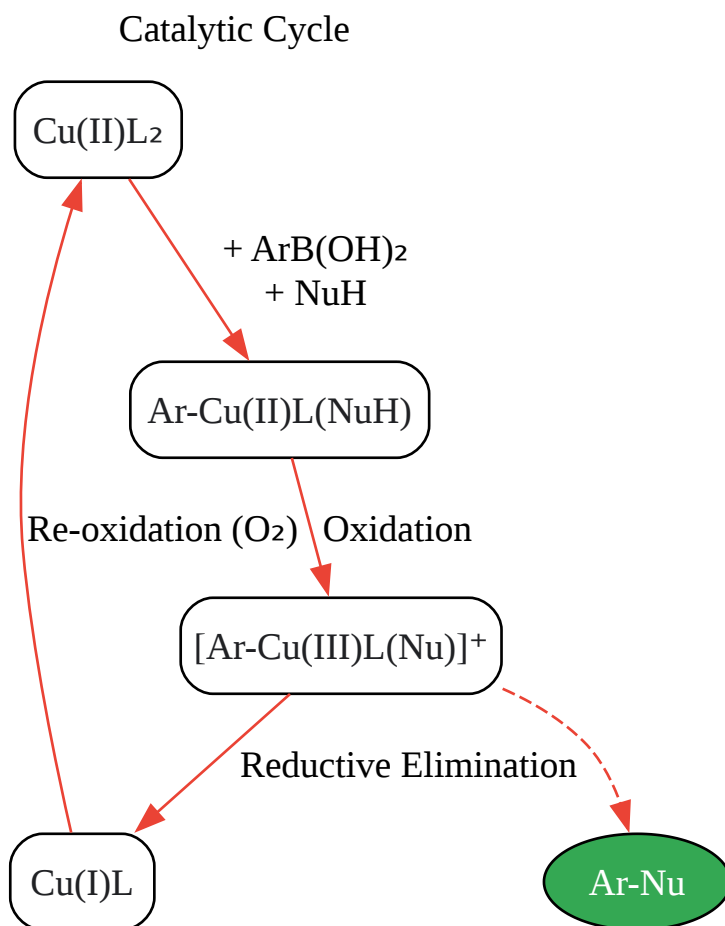 Catalytic Cycle
Cu(II)L₂
+ ArB(OH)₂
+ NuH
Ar-Cu(II)L(NuH)
Re-oxidation (O₂)
Oxidation
[Ar-Cu(III)L(Nu)]⁺
Reductive Elimination
Cu(I)L
Ar-Nu